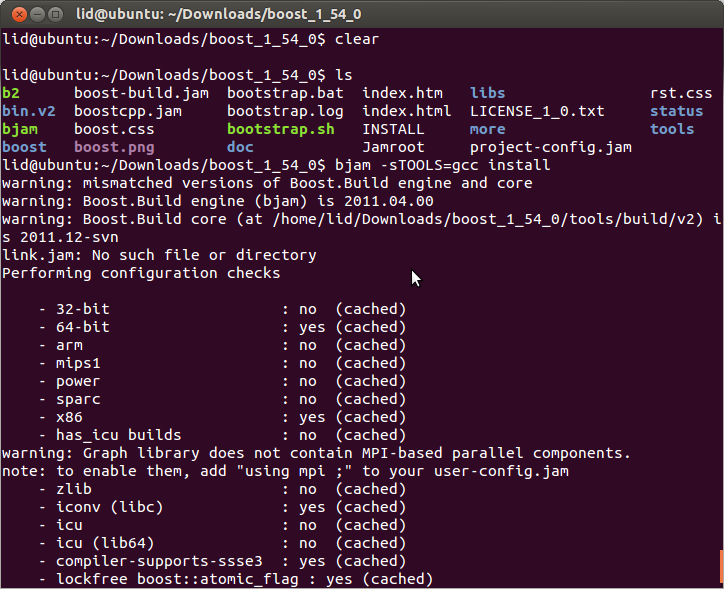 lid@ubuntu: ~/Downloads/boost_1_54_0
lid@ubuntu:~/Downloads/boost_1_54_0$ clear
lid@ubuntu:~/Downloads/boost_1_54_0$ ls
b2      boost-build.jam  bootstrap.bat  index.htm   libs               rst.css
bin.v2  boostcpp.jam     bootstrap.log  index.html  LICENSE_1_0.txt    status
bjam    boost.css        bootstrap.sh   INSTALL     more               tools
boost   boost.png        doc            Jamroot     project-config.jam
lid@ubuntu:~/Downloads/boost_1_54_0$ bjam -sTOOLS=gcc install
warning: mismatched versions of Boost.Build engine and core
warning: Boost.Build engine (bjam) is 2011.04.00
warning: Boost.Build core (at /home/lid/Downloads/boost_1_54_0/tools/build/v2) i
s 2011.12-svn
link.jam: No such file or directory
Performing configuration checks
    - 32-bit                   : no  (cached)
    - 64-bit                   : yes (cached)
    - arm                      : no  (cached)
    - mips1                    : no  (cached)
    - power                    : no  (cached)
    - sparc                    : no  (cached)
    - x86                      : yes (cached)
    - has_icu builds           : no  (cached)
warning: Graph library does not contain MPI-based parallel components.
note: to enable them, add "using mpi ;" to your user-config.jam
    - zlib                     : no  (cached)
    - iconv (libc)             : yes (cached)
    - icu                      : no  (cached)
    - icu (lib64)              : no  (cached)
    - compiler-supports-ssse3  : yes (cached)
    - lockfree boost::atomic_flag : yes (cached)